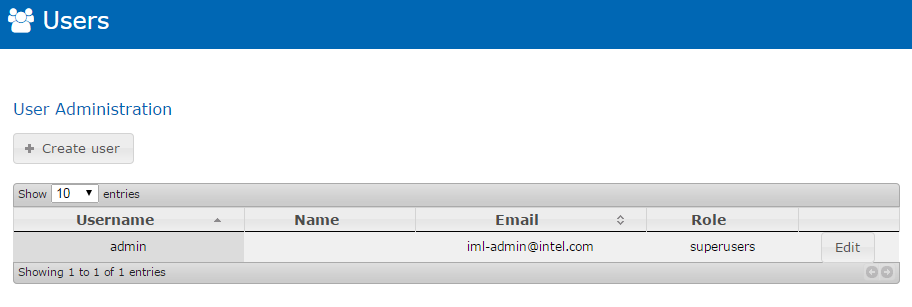 Users
User Administration
+ Create user
Show 10 entries
Username Name Email Role
admin iml-admin@intel.com superusers Edit
Showing 1 to 1 of 1 entries